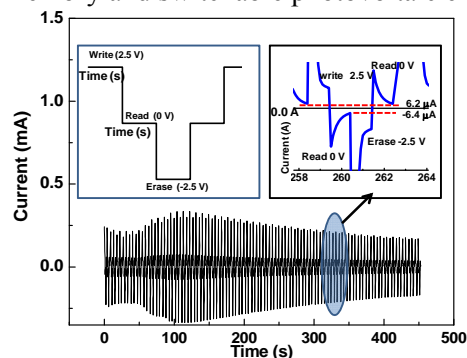 1.5
1.0
0.5
0.0
Current (mA)
0
100
200
300
400
500
Time (s)
Write (2.5 V)
Time (s)
Read (0 V)
Time (s)
Erase (-2.5 V)
write 2.5 V
Read 0 V
0.0 A
6.2 µA
-6.4 µA
Erase -2.5 V
Read 0 V
Current (A)
258
260
262
264